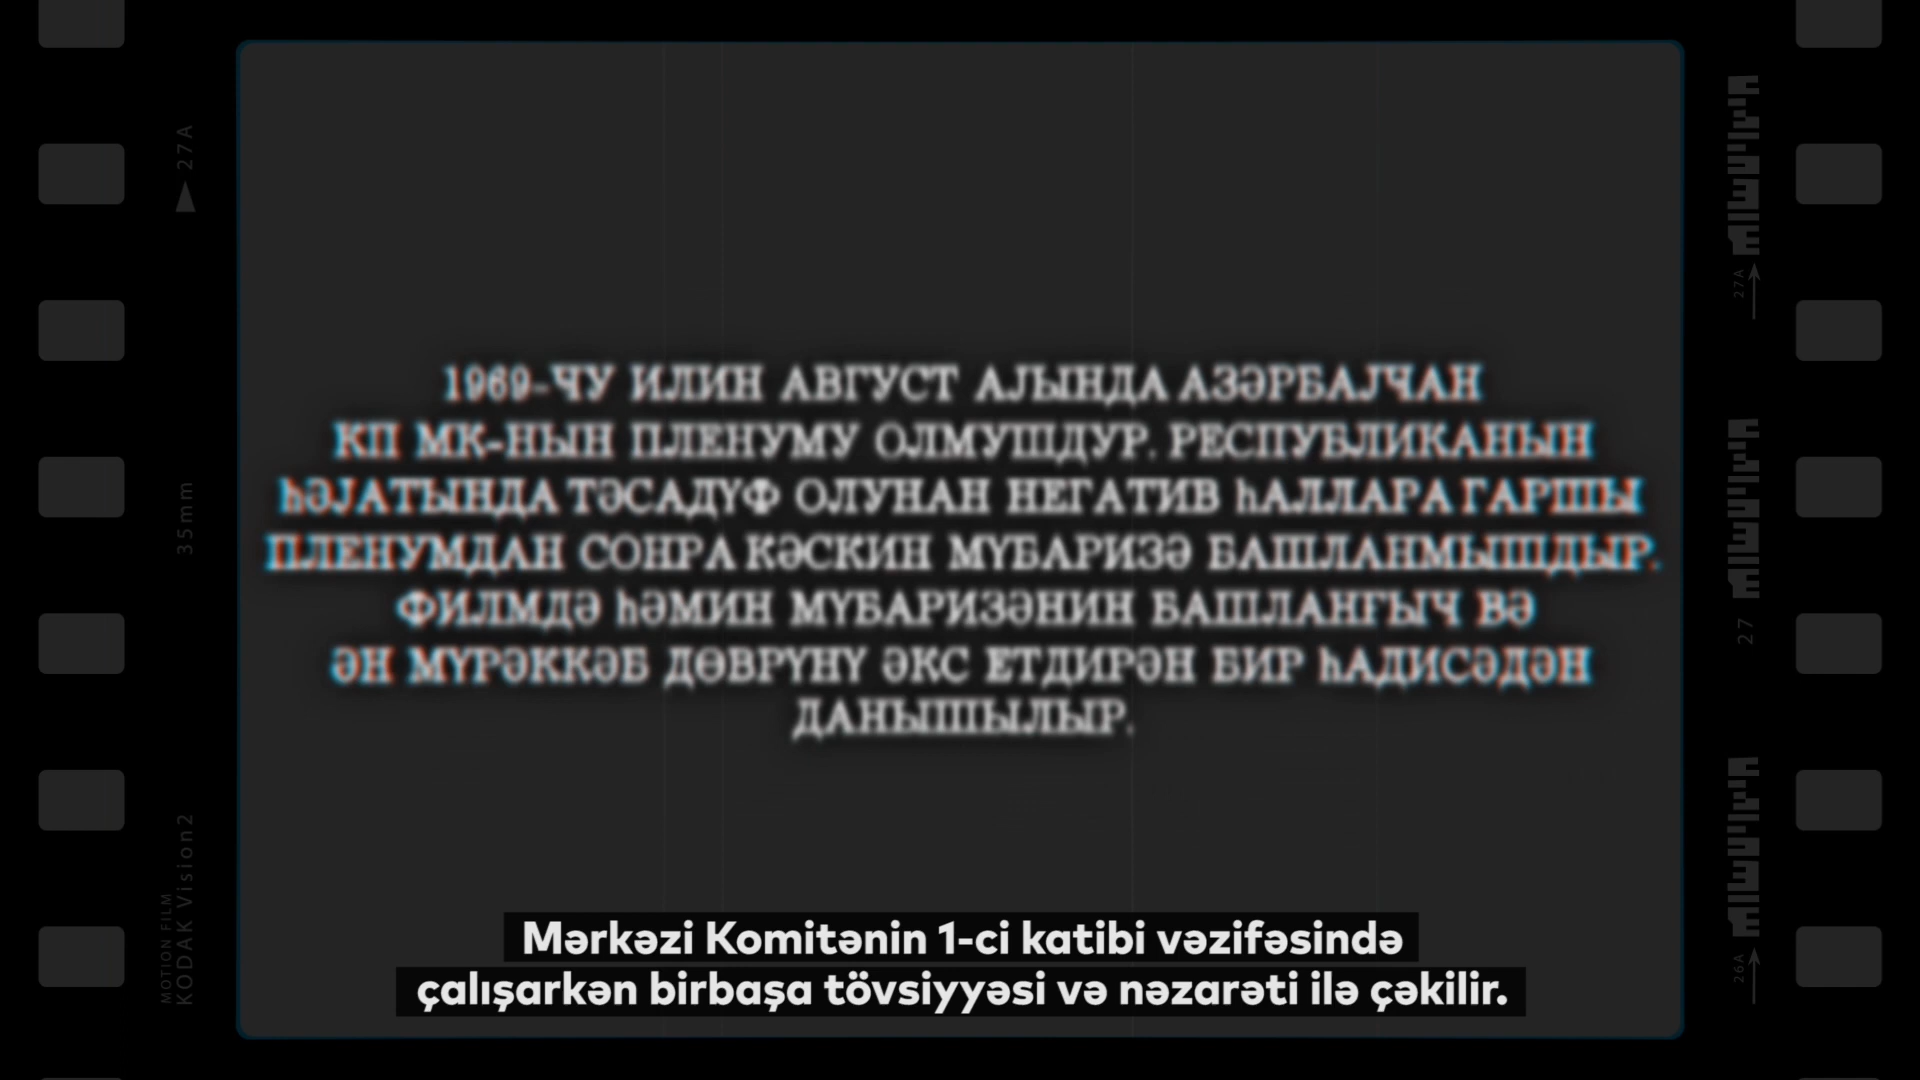 1969-ЧУ ИЛИН АВГУСТ АЈЫНДА АЗӘРБАЈҸАН
КП МК-НЫН ПЛЕНУМУ ОЛМУШДУР. РЕСПУБЛИКАНЫН
ҺӘЈАТЫНДА ТӘСАДҮФ ОЛУНАН НЕГАТИВ ҺАЛЛАРА ГАРШЫ
ПЛЕНУМДАН СОНРА КӘСКИН МҮБАРИЗӘ БАШЛАНМЫШДЫР.
ФИЛМДӘ ҺӘМИН МҮБАРИЗӘНИН БАШЛАНҒЫЧ ВӘ
ӘН МҮРӘККӘБ ДӨВРҮНҮ ӘКС ЕТДИРӘН БИР ҺАДИСӘДӘН
ДАНЫШЫЛЫР.
Mərkəzi Komitənin 1-ci katibi vəzifəsində
çalışarkən birbaşa tövsiyyəsi və nəzarəti ilə çəkilir.
27A
35mm
MOTION FILM
KODAK Vision2
27A
27
26A